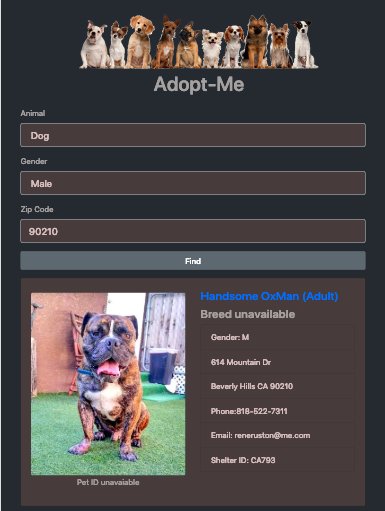 Adopt-Me
Animal
Dog
Gender
Male
Zip Code
90210
Find
Handsome OxMan (Adult)
Breed unavailable
Gender: M
614 Mountain Dr
Beverly Hills CA 90210
Phone:818-522-7311
Email: reneruston@me.com
Shelter ID: CA793
Pet ID unavaiable